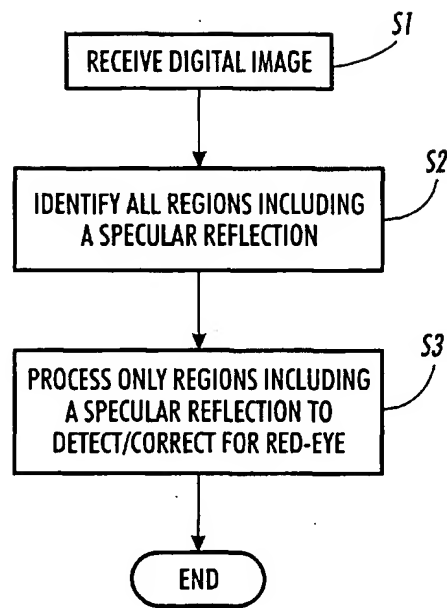 S1
RECEIVE DIGITAL IMAGE
S2
IDENTIFY ALL REGIONS INCLUDING
A SPECULAR REFLECTION
S3
PROCESS ONLY REGIONS INCLUDING
A SPECULAR REFLECTION TO
DETECT/CORRECT FOR RED-EYE
END